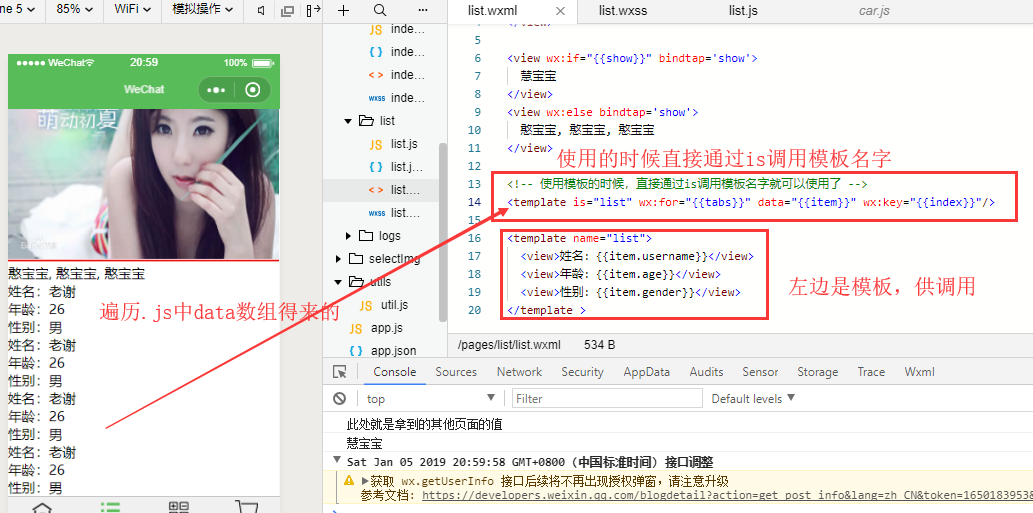 ne 5 85% WiFi 模拟操作
WeChat 20:59 100%
WeChat
萌动初夏
憨宝宝, 憨宝宝, 憨宝宝
姓名：老谢
年龄：26
性别：男
姓名：老谢
年龄：26
性别：男
姓名：老谢
年龄：26
性别：男
姓名：老谢
年龄：26
性别：男
遍历.js中data数组得来的
JS inde...
{ } inde...
< > inde...
wxss inde...
list
JS list.js
{ } list.j...
< > list....
wxss list....
logs
selectImg
utils
JS util.js
JS app.js
{ } app.json
list.wxml
list.wxss
list.js
car.js
5
6 <view wx:if="{{show}}" bindtap='show'>
7 慧宝宝
8 </view>
9 <view wx:else bindtap='show'>
10 憨宝宝, 憨宝宝, 憨宝宝
11 </view>
12
使用的时候直接通过is调用模板名字
13 <!-- 使用模板的时候, 直接通过is调用模板名字就可以使用了 -->
14 <template is="list" wx:for="{{tabs}}" data="{{item}}" wx:key="{{index}}"/>
15
16 <template name="list">
17 <view>姓名: {{item.username}}</view>
18 <view>年龄: {{item.age}}</view>
19 <view>性别: {{item.gender}}</view>
20 </template >
左边是模板，供调用
/pages/list/list.wxml 534 B
Console Sources Network Security AppData Audits Sensor Storage Trace Wxml
top Filter Default levels
此处就是拿到的其他页面的值
慧宝宝
Sat Jan 05 2019 20:59:58 GMT+0800 (中国标准时间) 接口调整
获取 wx.getUserInfo 接口后续将不再出现授权弹窗，请注意升级
参考文档: https://developers.weixin.qq.com/blogdetail?action=get_post_info&lang=zh_CN&token=1650183953&